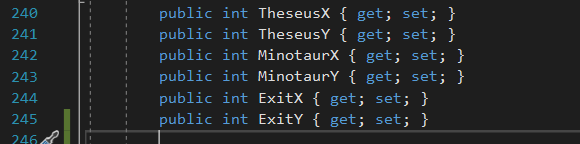 240 public int TheseusX { get; set; }
241 public int TheseusY { get; set; }
242 public int MinotaurX { get; set; }
243 public int MinotaurY { get; set; }
244 public int ExitX { get; set; }
245 public int ExitY { get; set; }
246